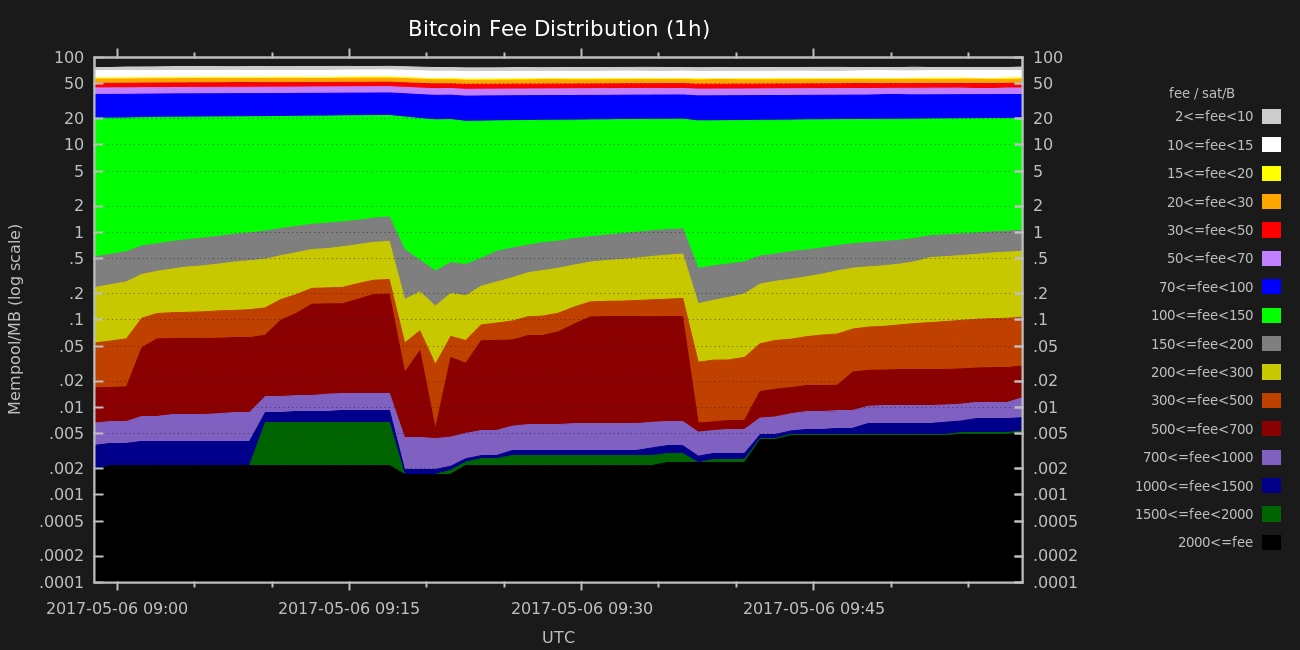 Bitcoin Fee Distribution (1h)
Mempool/MB (log scale)
100
50
20
10
5
2
1
.5
.2
.1
.05
.02
.01
.005
.002
.001
.0005
.0002
.0001
100
50
20
10
5
2
1
.5
.2
.1
.05
.02
.01
.005
.002
.001
.0005
.0002
.0001
2017-05-06 09:00
2017-05-06 09:15
2017-05-06 09:30
2017-05-06 09:45
UTC
fee / sat/B
2<=fee<10
10<=fee<15
15<=fee<20
20<=fee<30
30<=fee<50
50<=fee<70
70<=fee<100
100<=fee<150
150<=fee<200
200<=fee<300
300<=fee<500
500<=fee<700
700<=fee<1000
1000<=fee<1500
1500<=fee<2000
2000<=fee